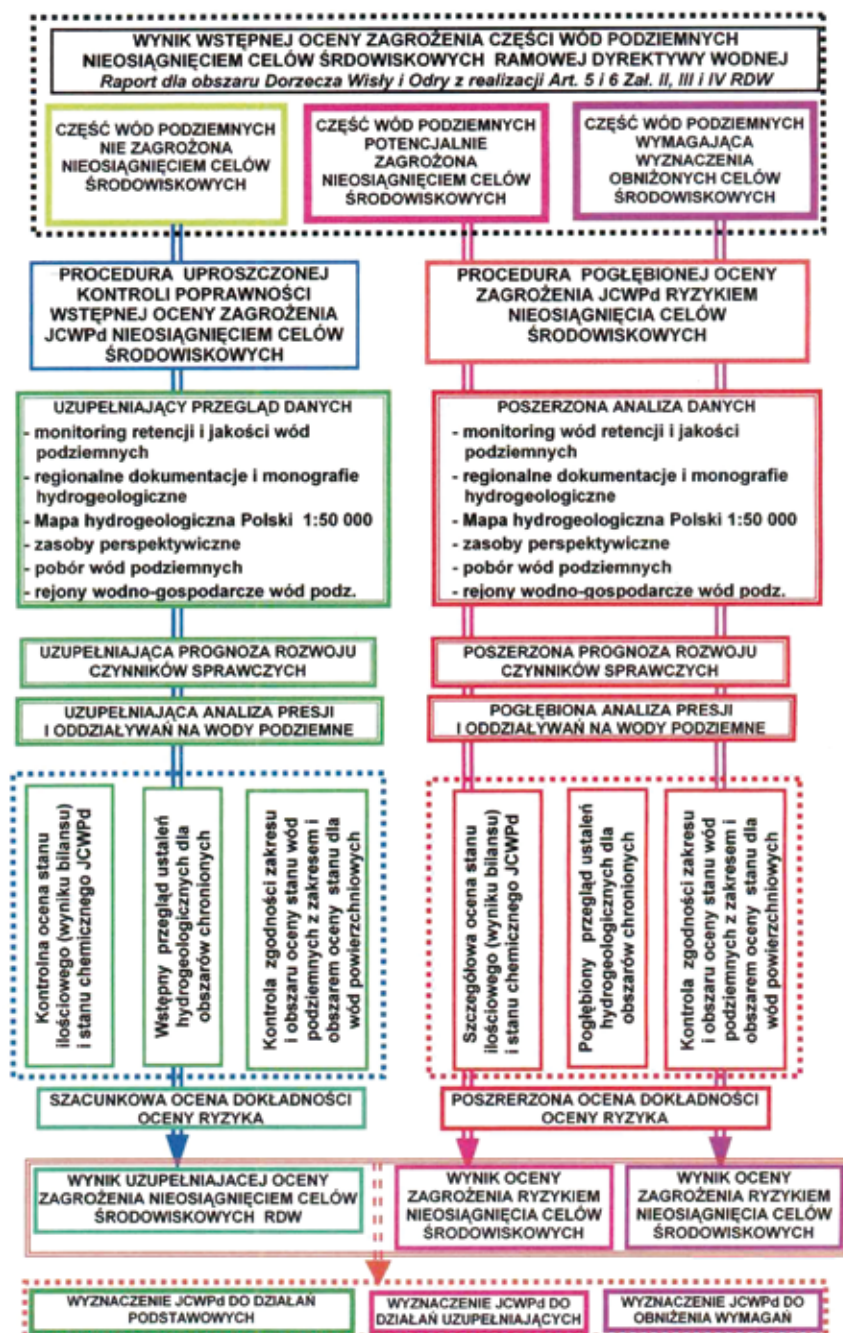 WYNIK WSTĘPNEJ OCENY ZAGROŻENIA CZĘŚCI WÓD PODZIEMNYCH
NIEOSIĄGNIĘCIEM CELÓW ŚRDOWISKOWYCH RAMOWEJ DYREKTYWY WODNEJ
Raport dla obszaru Dorzecza Wisły i Odry z realizacji Art. 5 i 6 Zał. II, III i IV RDW
CZĘŚĆ WÓD PODZIEMNYCH
NIE ZAGROŻONA
NIEOSIĄGNIĘCIEM CELÓW
ŚRODOWISKOWYCH
CZĘŚĆ WÓD PODZIEMNYCH
POTENCJALNIE
ZAGROŻONA
NIEOSIĄGNIĘCIEM CELÓW
ŚRODOWISKOWYCH
CZĘŚĆ WÓD PODZIEMNYCH
WYMAGAJĄCA
WYZNACZENIA
OBNIŻONYCH CELÓW
ŚRODOWISKOWYCH
PROCEDURA UPROSZCZONEJ
KONTROLI POPRAWNOŚCI
WSTĘPNEJ OCENY ZAGROŻENIA
JCWPd NIEOSIĄGNIĘCIEM CELÓW
ŚRODOWISKOWYCH
PROCEDURA POGŁĘBIONEJ OCENY
ZAGROŻENIA JCWPd RYZYKIEM
NIEOSIĄGNIĘCIA CELÓW
ŚRODOWISKOWYCH
UZUPEŁNIAJĄCY PRZEGLĄD DANYCH
- monitoring retencji i jakości wód
podziemnych
- regionalne dokumentacje i monografie
hydrogeologiczne
- Mapa hydrogeologiczna Polski 1:50 000
- zasoby perspektywiczne
- pobór wód podziemnych
- rejony wodno-gospodarcze wód podz.
POSZERZONA ANALIZA DANYCH
- monitoring wód retencji i jakości
podziemnych
- regionalne dokumentacje i monografie
hydrogeologiczne
- Mapa hydrogeologiczna Polski 1:50 000
- zasoby perspektywiczne
- pobór wód podziemnych
- rejony wodno-gospodarcze wód podz.
UZUPEŁNIAJĄCA PROGNOZA ROZWOJU
CZYNNIKÓW SPRAWCZYCH
POSZERZONA PROGNOZA ROZWOJU
CZYNNIKÓW SPRAWCZYCH
UZUPEŁNIAJĄCA ANALIZA PRESJI
I ODDZIAŁYWAŃ NA WODY PODZIEMNE
POGŁĘBIONA ANALIZA PRESJI
I ODDZIAŁYWAŃ NA WODY PODZIEMNE
Kontrolna ocena stanu
ilościowego (wyniku bilansu)
i stanu chemicznego JCWPd
Wstępny przegląd ustaleń
hydrogeologicznych dla
obszarów chronionych
Kontrola zgodności zakresu
i obszaru oceny stanu wód
podziemnych z zakresem i
obszarem oceny stanu dla
wód powierzchniowych
Szczegółowa ocena stanu
ilościowego (wyniku bilansu)
i stanu chemicznego JCWPd
Pogłębiony przegląd ustaleń
hydrogeologicznych dla
obszarów chronionych
Kontrola zgodności zakresu
i obszaru oceny stanu wód
podziemnych z zakresem i
obszarem oceny stanu dla
wód powierzchniowych
SZACUNKOWA OCENA DOKŁADNOŚCI
OCENY RYZYKA
POSZRERZONA OCENA DOKŁADNOŚCI
OCENY RYZYKA
WYNIK UZUPEŁNIAJACEJ OCENY
ZAGROŻENIA NIEOSIĄGNIĘCIEM CELÓW
ŚRODOWISKOWYCH RDW
WYNIK OCENY
ZAGROŻENIA RYZYKIEM
NIEOSIĄGNIĘCIA CELÓW
ŚRODOWISKOWYCH
WYNIK OCENY
ZAGROŻENIA RYZYKIEM
NIEOSIĄGNIĘCIA CELÓW
ŚRODOWISKOWYCH
WYZNACZENIE JCWPd DO DZIAŁAŃ
PODSTAWOWYCH
WYZNACZENIE JCWPd DO
DZIAŁAŃ UZUPEŁNIAJĄCYCH
WYZNACZENIE JCWPd DO
OBNIŻENIA WYMAGAŃ